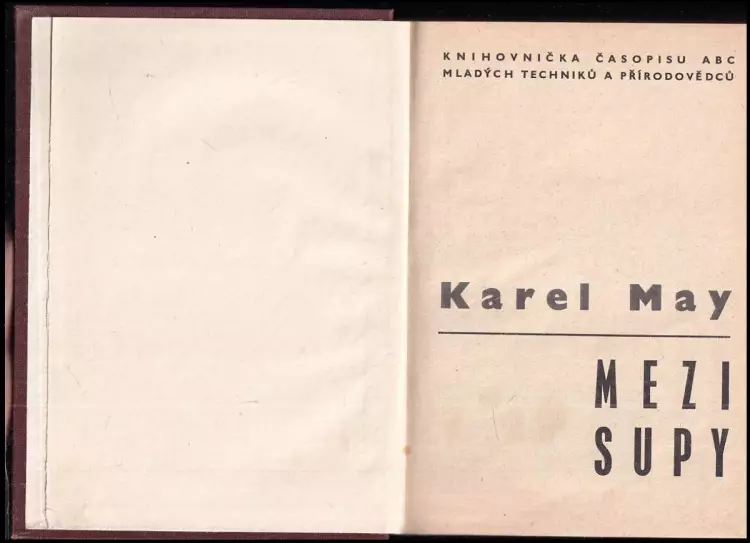 KNIHOVNIČKA ČASOPISU ABC
MLADÝCH TECHNIKŮ A PŘÍRODOVĚDCŮ
Karel May
MEZI
SUPY